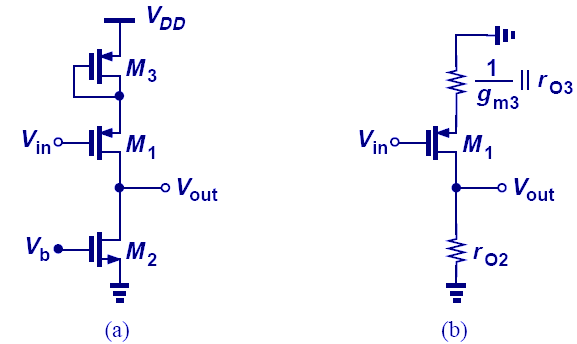 V_DD
M_3
V_in
M_1
V_out
V_b
M_2
(a)
1/g_m3 || r_O3
V_in
M_1
V_out
r_O2
(b)